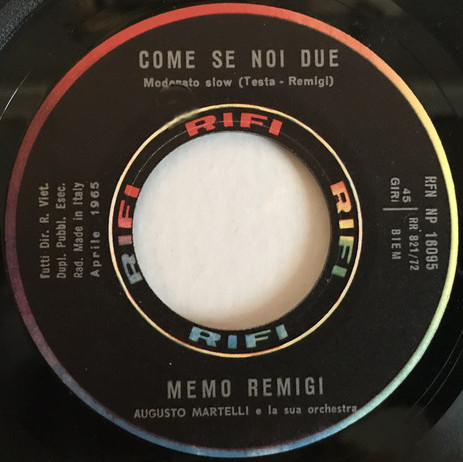 COME SE NOI DUE
Moderato slow (Testa - Remigi)
RIFI
RIFI
RIFI
RIFI
Tutti Dir. R. Viet.
Dupl. Pubbl. Esec.
Rad. Made in Italy
Aprile 1965
RFN NP 16095
45 | RR 821/72
GIRI | BIEM
MEMO REMIGI
AUGUSTO MARTELLI e la sua orchestra